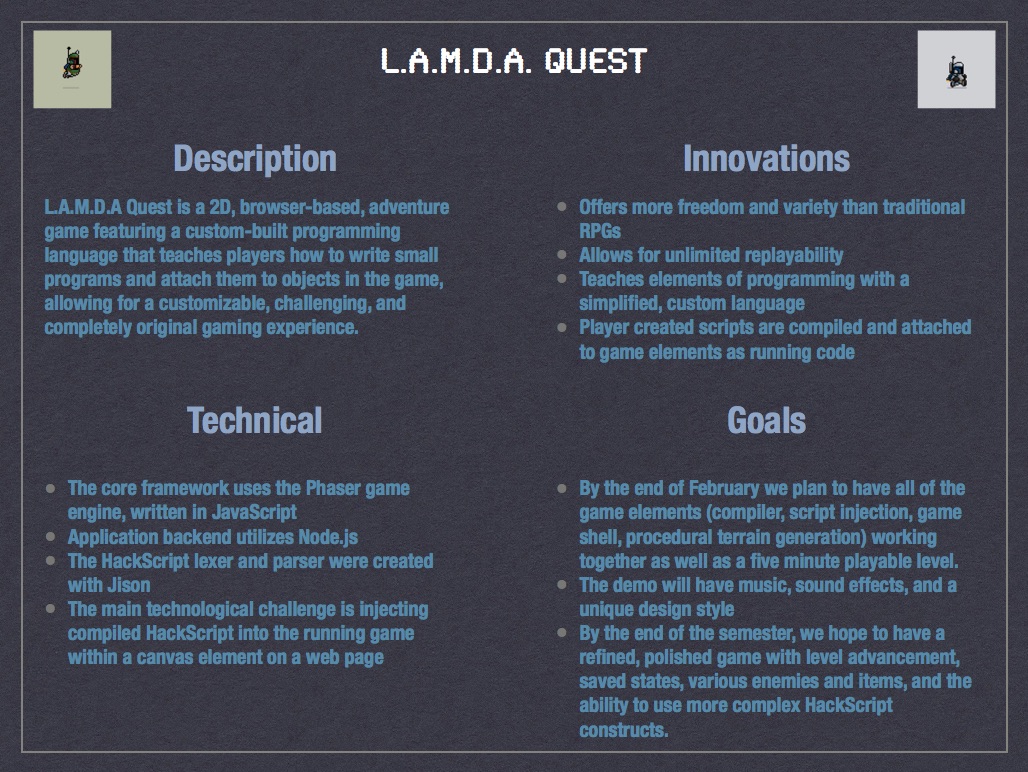 L.A.M.D.A. QUEST
Description
L.A.M.D.A Quest is a 2D, browser-based, adventure
game featuring a custom-built programming
language that teaches players how to write small
programs and attach them to objects in the game,
allowing for a customizable, challenging, and
completely original gaming experience.
Innovations
Offers more freedom and variety than traditional
RPGs
Allows for unlimited replayability
Teaches elements of programming with a
simplified, custom language
Player created scripts are compiled and attached
to game elements as running code
Technical
The core framework uses the Phaser game
engine, written in JavaScript
Application backend utilizes Node.js
The HackScript lexer and parser were created
with Jison
The main technological challenge is injecting
compiled HackScript into the running game
within a canvas element on a web page
Goals
By the end of February we plan to have all of the
game elements (compiler, script injection, game
shell, procedural terrain generation) working
together as well as a five minute playable level.
The demo will have music, sound effects, and a
unique design style
By the end of the semester, we hope to have a
refined, polished game with level advancement,
saved states, various enemies and items, and the
ability to use more complex HackScript
constructs.